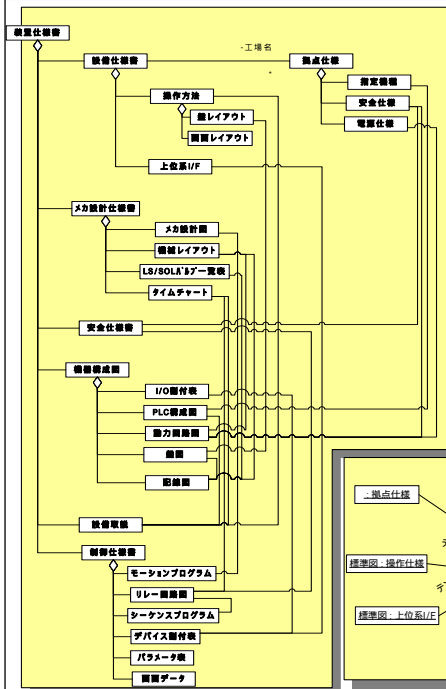 装置仕様書
設備仕様書
-工場名
拠点仕様
指定機種
操作方法
安全仕様
盤レイアウト
電源仕様
画面レイアウト
上位系I/F
メカ設計仕様書
メカ設計図
機械レイアウト
LS/SOLバルブ一覧表
タイムチャート
安全仕様書
機器構成図
I/O割付表
PLC構成図
動力回路図
盤図
配線図
設備取説
制御仕様書
モーションプログラム
リレー回路図
シーケンスプログラム
デバイス割付表
パラメータ表
画面データ
: 拠点仕様
標準図: 操作仕様
標準図: 上位系I/F